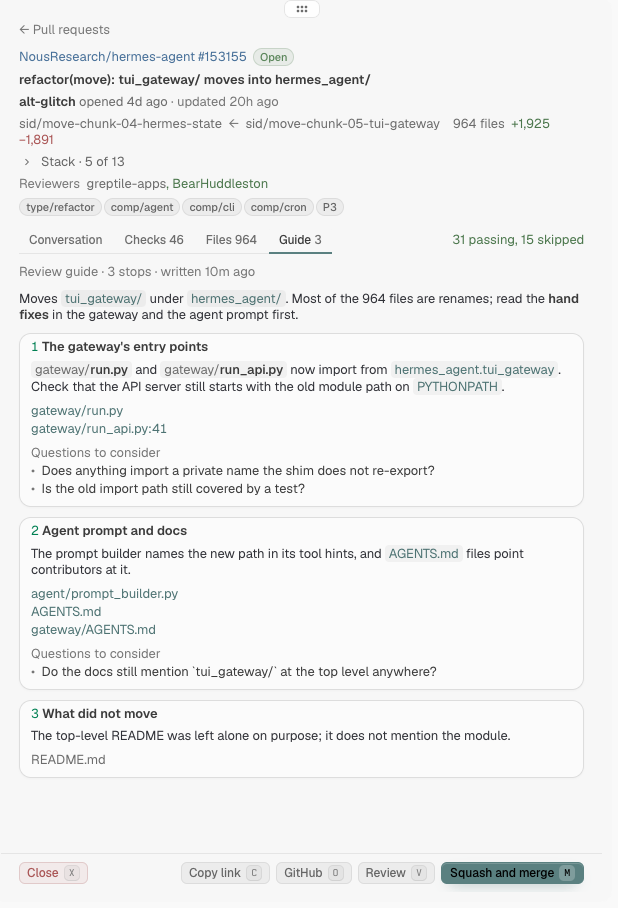 ← Pull requests
NousResearch/hermes-agent #153155 Open
refactor(move): tui_gateway/ moves into hermes_agent/
alt-glitch opened 4d ago · updated 20h ago
sid/move-chunk-04-hermes-state ← sid/move-chunk-05-tui-gateway 964 files +1,925
−1,891
› Stack · 5 of 13
Reviewers greptile-apps, BearHuddleston
type/refactor comp/agent comp/cli comp/cron P3
Conversation Checks 46 Files 964 Guide 3 31 passing, 15 skipped
Review guide · 3 stops · written 10m ago
Moves tui_gateway/ under hermes_agent/. Most of the 964 files are renames; read the hand
fixes in the gateway and the agent prompt first.
1 The gateway's entry points
gateway/run.py and gateway/run_api.py now import from hermes_agent.tui_gateway.
Check that the API server still starts with the old module path on PYTHONPATH.
gateway/run.py
gateway/run_api.py:41
Questions to consider
• Does anything import a private name the shim does not re-export?
• Is the old import path still covered by a test?
2 Agent prompt and docs
The prompt builder names the new path in its tool hints, and AGENTS.md files point
contributors at it.
agent/prompt_builder.py
AGENTS.md
gateway/AGENTS.md
Questions to consider
• Do the docs still mention `tui_gateway/` at the top level anywhere?
3 What did not move
The top-level README was left alone on purpose; it does not mention the module.
README.md
Close X Copy link C GitHub O Review V Squash and merge M